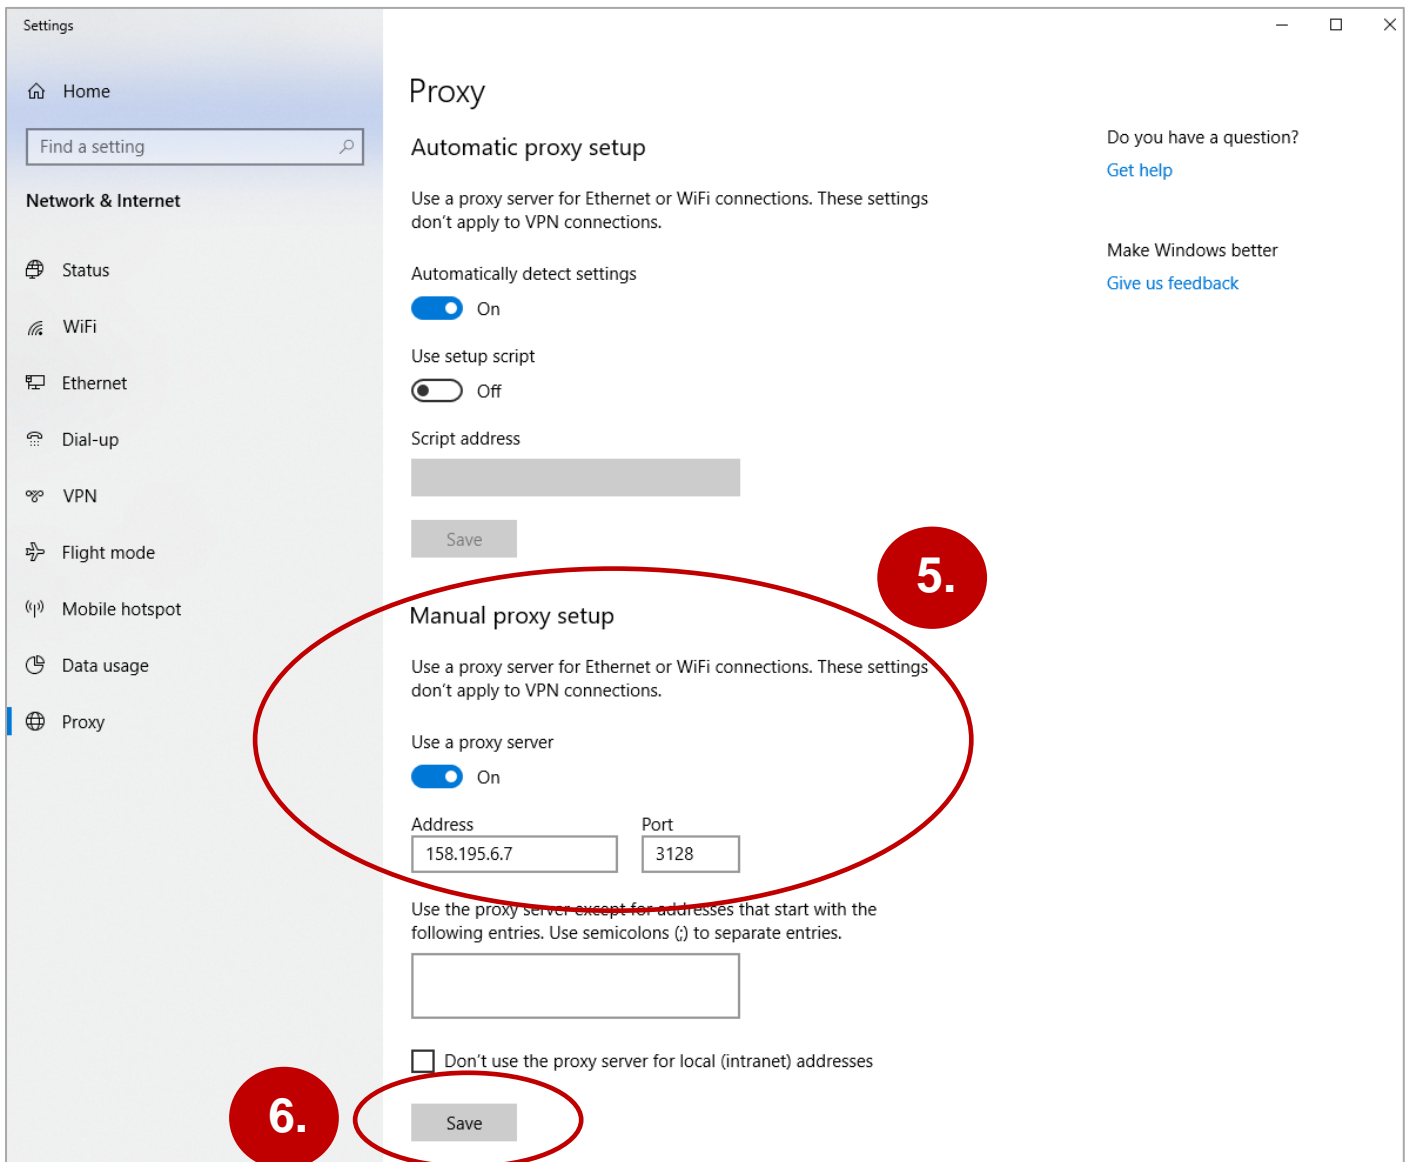 Settings
Home
Find a setting
Network & Internet
Status
WiFi
Ethernet
Dial-up
VPN
Flight mode
Mobile hotspot
Data usage
Proxy
Proxy
Automatic proxy setup
Use a proxy server for Ethernet or WiFi connections. These settings
don't apply to VPN connections.
Automatically detect settings
On
Use setup script
Off
Script address
Save
5.
Manual proxy setup
Use a proxy server for Ethernet or WiFi connections. These settings
don't apply to VPN connections.
Use a proxy server
On
Address Port
158.195.6.7 3128
Use the proxy server except for addresses that start with the
following entries. Use semicolons (;) to separate entries.
Don't use the proxy server for local (intranet) addresses
6.
Save
Do you have a question?
Get help
Make Windows better
Give us feedback